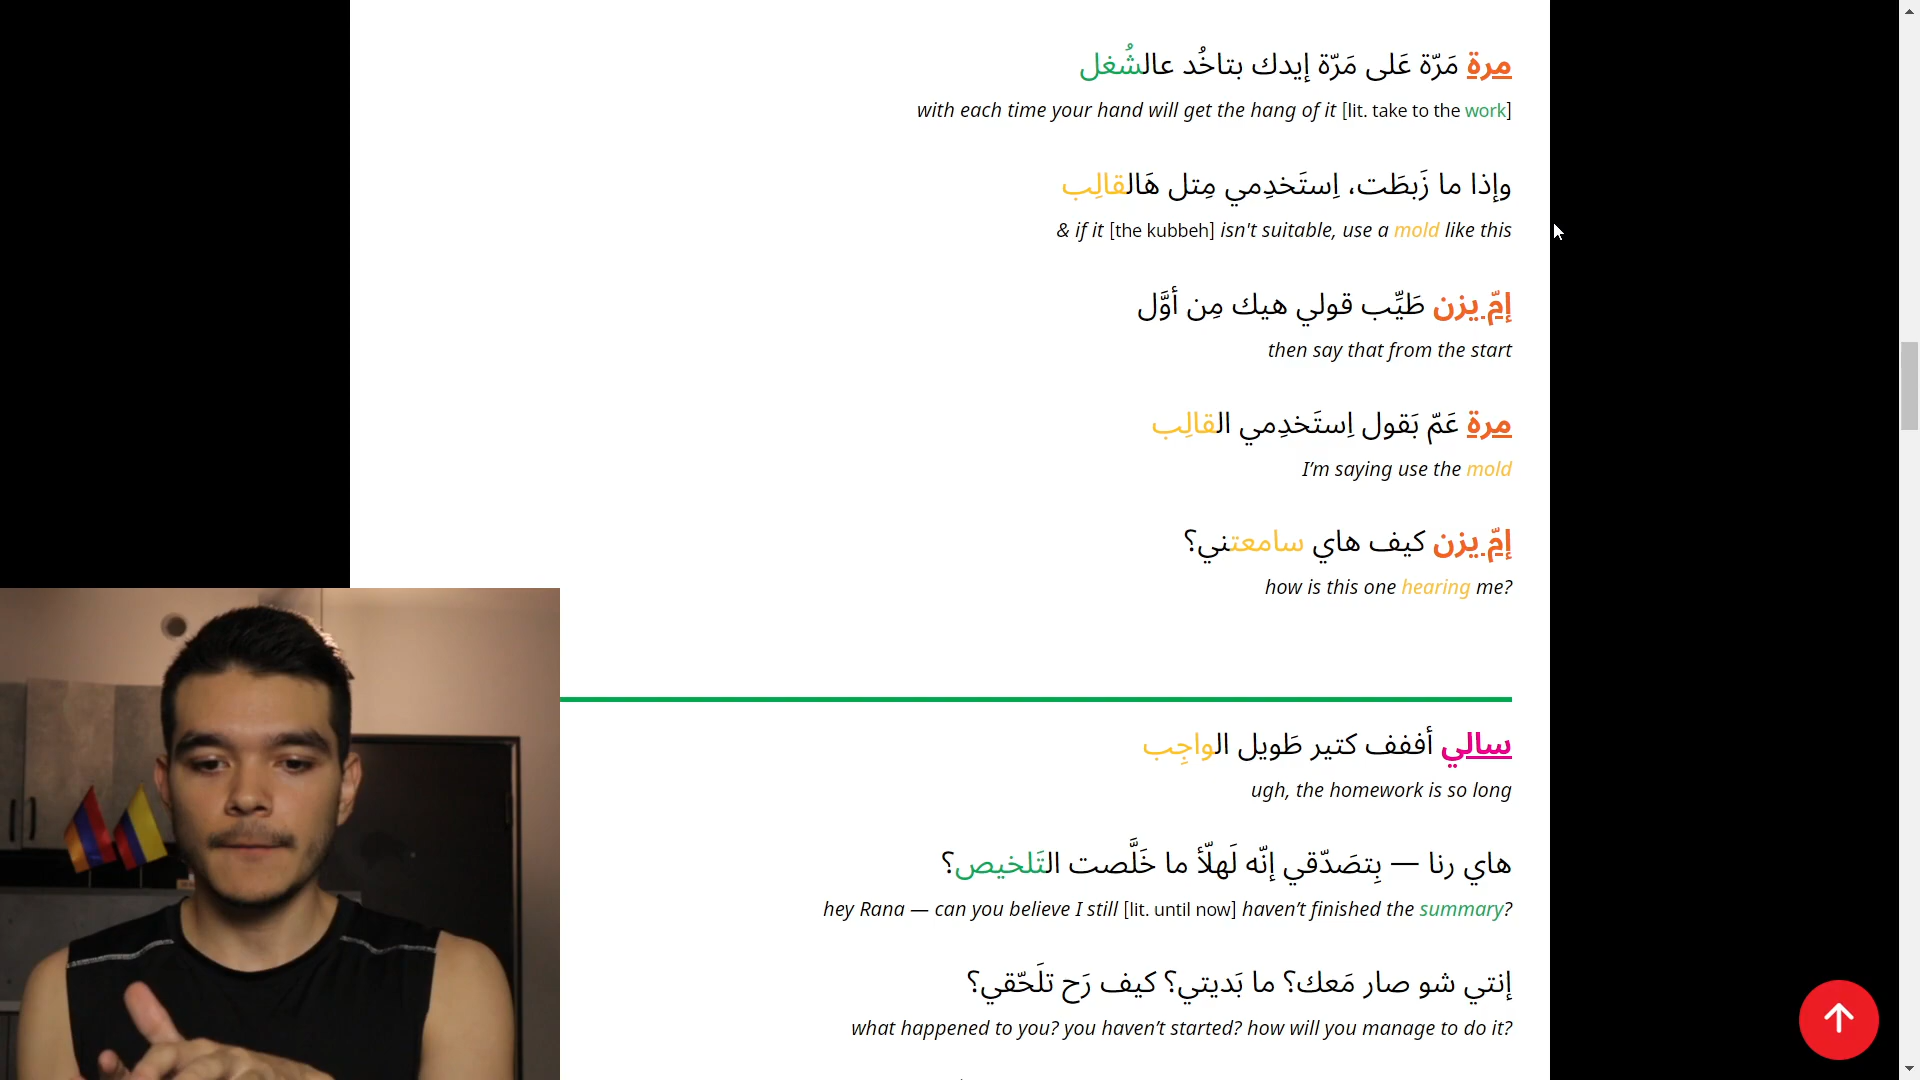 مرة مَرّة عَلى مَرّة إيدك بتاخُد عالشُغل
with each time your hand will get the hang of it [lit. take to the work]
وإذا ما زَبطَت، اِستَخدِمي مِتل هَالقالِب
& if it [the kubbeh] isn't suitable, use a mold like this
إمّ يزن طَيِّب قولي هيك مِن أوَّل
then say that from the start
مرة عَمّ بَقول اِستَخدِمي القالِب
I’m saying use the mold
إمّ يزن كيف هاي سامعتني؟
how is this one hearing me?
سالي أففف كتير طَويل الواجِب
ugh, the homework is so long
هاي رنا — بِتصَدّقي إنّه لَهلّأ ما خَلَّصت التَلخيص؟
hey Rana — can you believe I still [lit. until now] haven’t finished the summary?
إنتي شو صار مَعك؟ ما بَديتي؟ كيف رَح تلَحّقي؟
what happened to you? you haven’t started? how will you manage to do it?